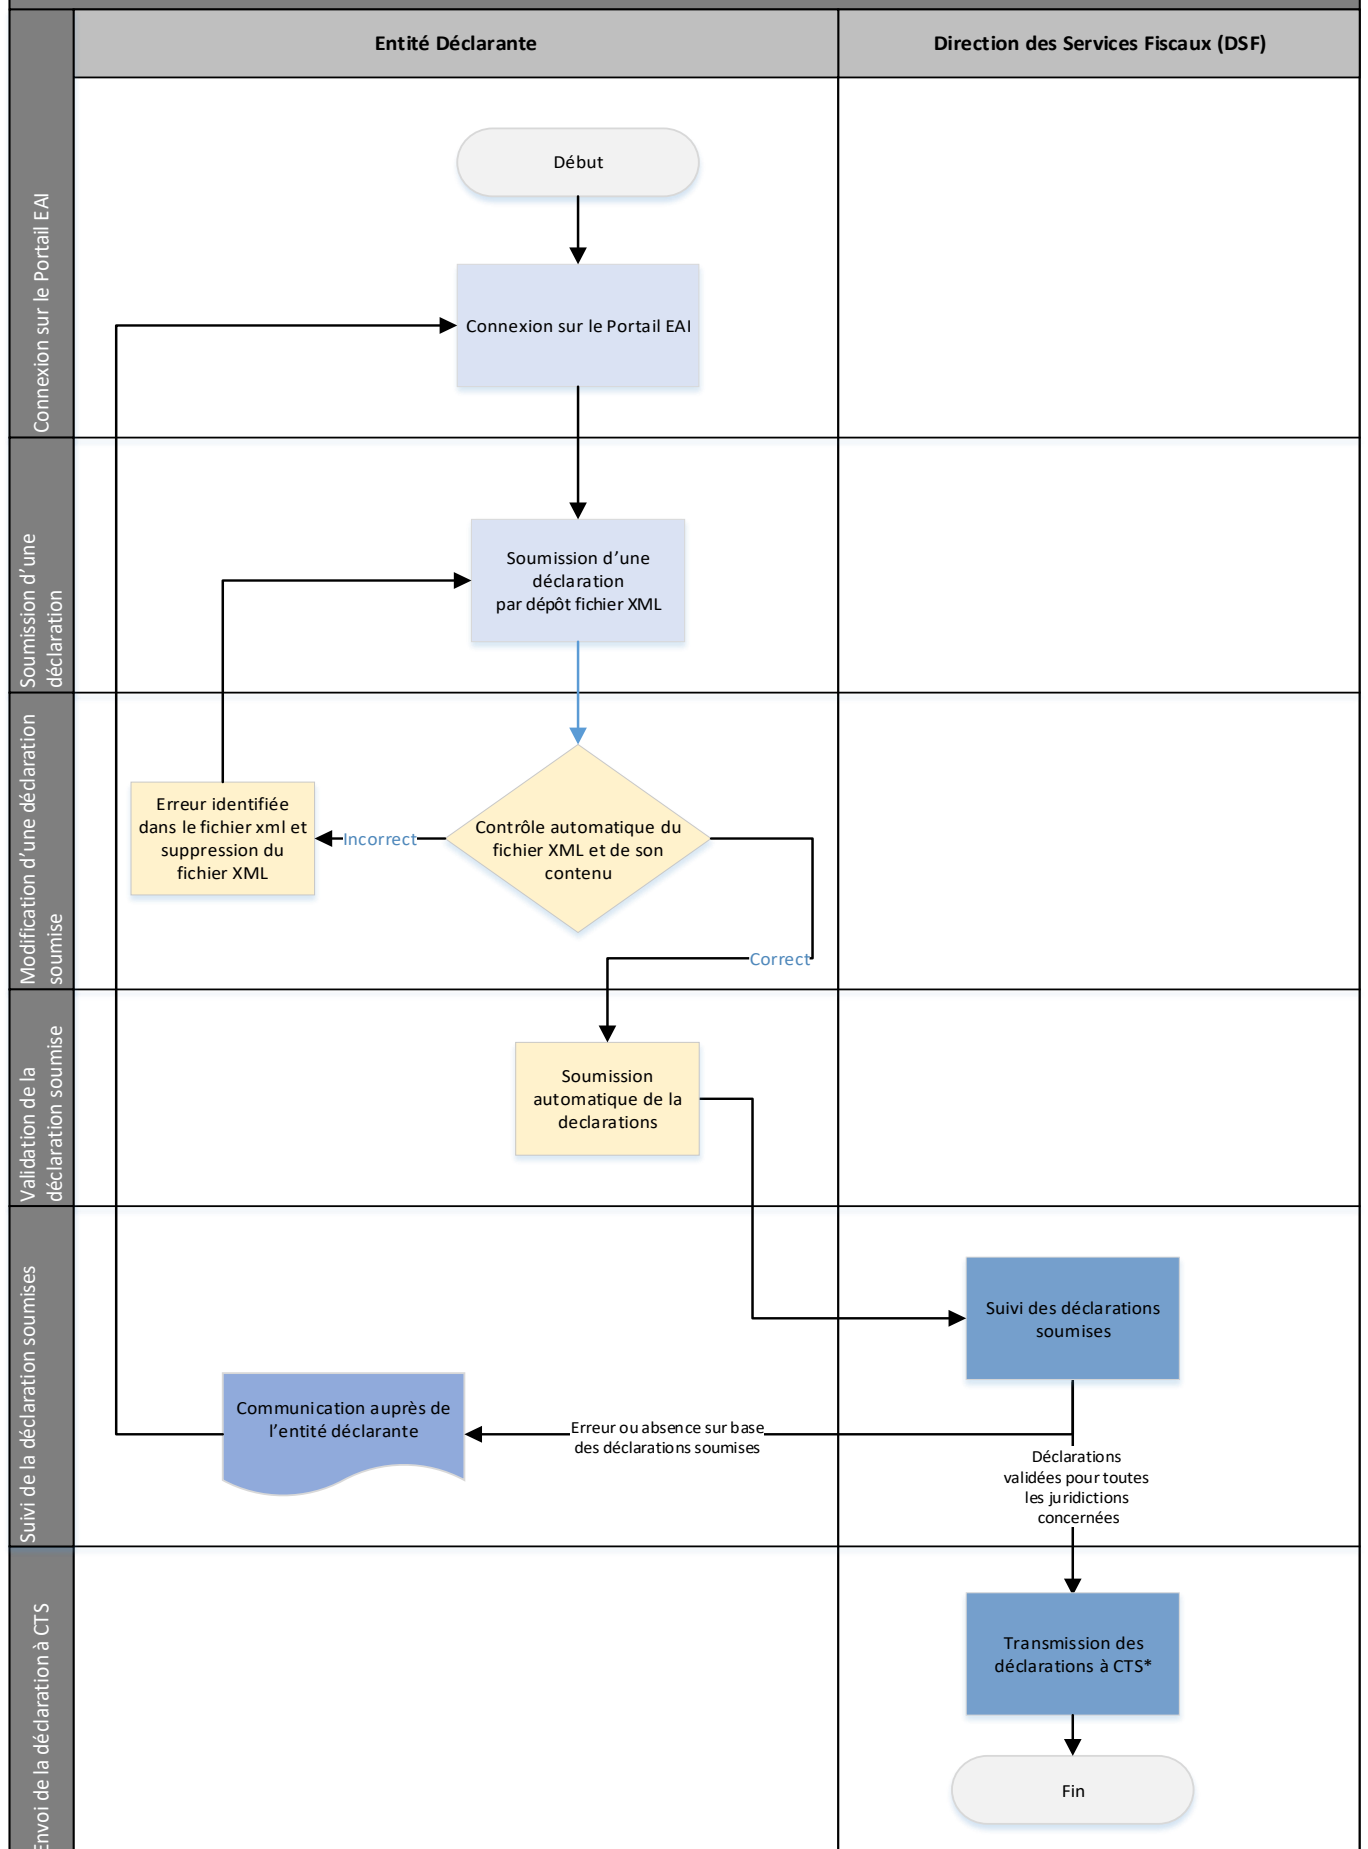 Entité Déclarante
Direction des Services Fiscaux (DSF)
Connexion sur le Portail EAI
Début
Connexion sur le Portail EAI
Soumission d'une
déclaration
Soumission d'une
déclaration
par dépôt fichier XML
Modification d'une déclaration
soumise
Erreur identifiée
dans le fichier xml et
suppression du
fichier XML
Incorrect
Contrôle automatique du
fichier XML et de son
contenu
Correct
Validation de la
déclaration soumise
Soumission
automatique de la
declarations
Suivi de la déclaration soumises
Suivi des déclarations
soumises
Communication auprès de
l'entité déclarante
Erreur ou absence sur base
des déclarations soumises
Déclarations
validées pour toutes
les juridictions
concernées
Envoi de la déclaration à CTS
Transmission des
déclarations à CTS*
Fin